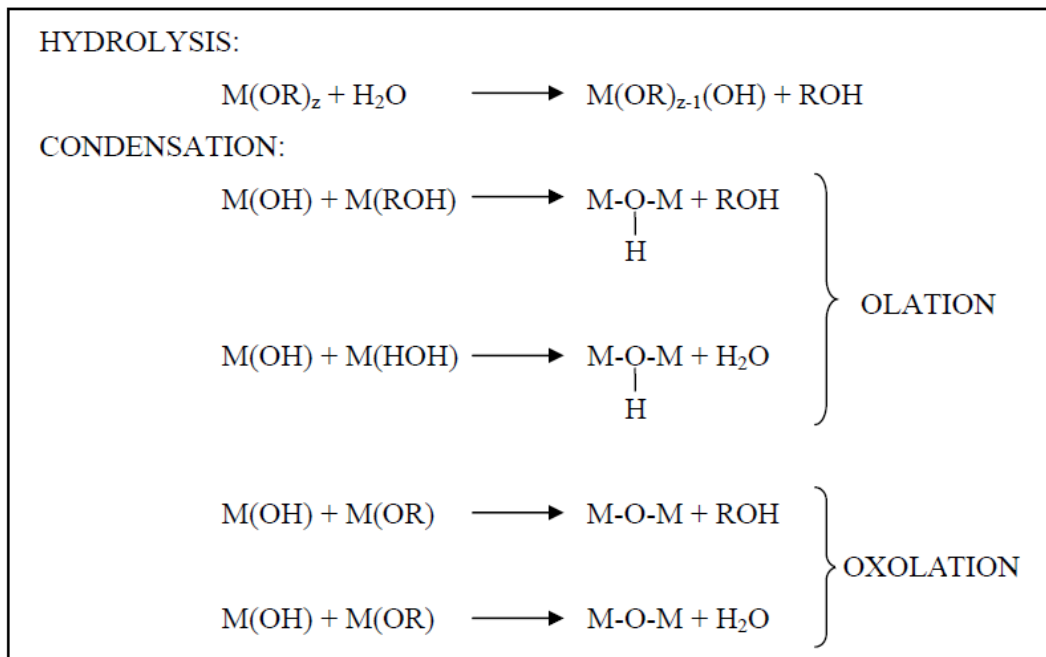 HYDROLYSIS:
M(OR)z + H2O ⟶ M(OR)z-1(OH) + ROH
CONDENSATION:
M(OH) + M(ROH) ⟶ M-O-M + ROH
H
OLATION
M(OH) + M(HOH) ⟶ M-O-M + H2O
H
M(OH) + M(OR) ⟶ M-O-M + ROH
OXOLATION
M(OH) + M(OR) ⟶ M-O-M + H2O